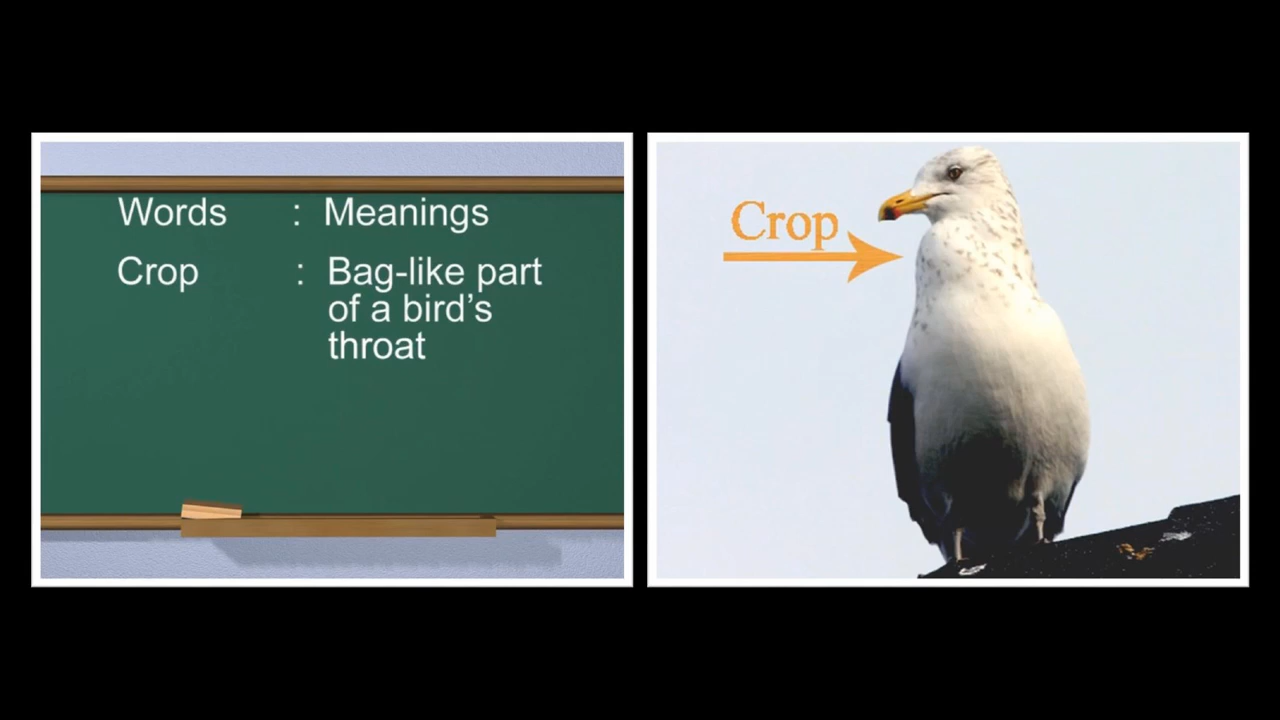 Words : Meanings
Crop : Bag-like part
of a bird’s
throat
Crop